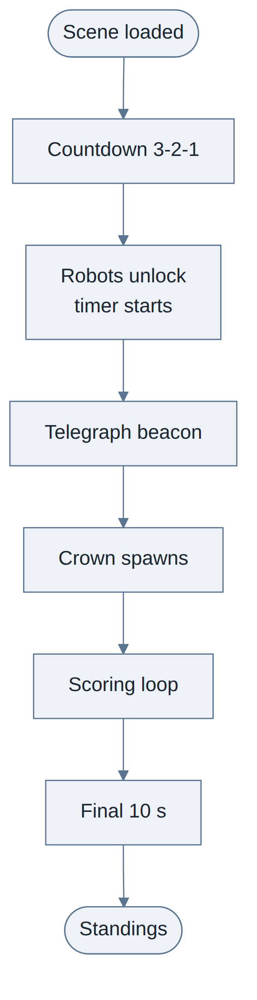 Scene loaded
Countdown 3-2-1
Robots unlock
timer starts
Telegraph beacon
Crown spawns
Scoring loop
Final 10 s
Standings